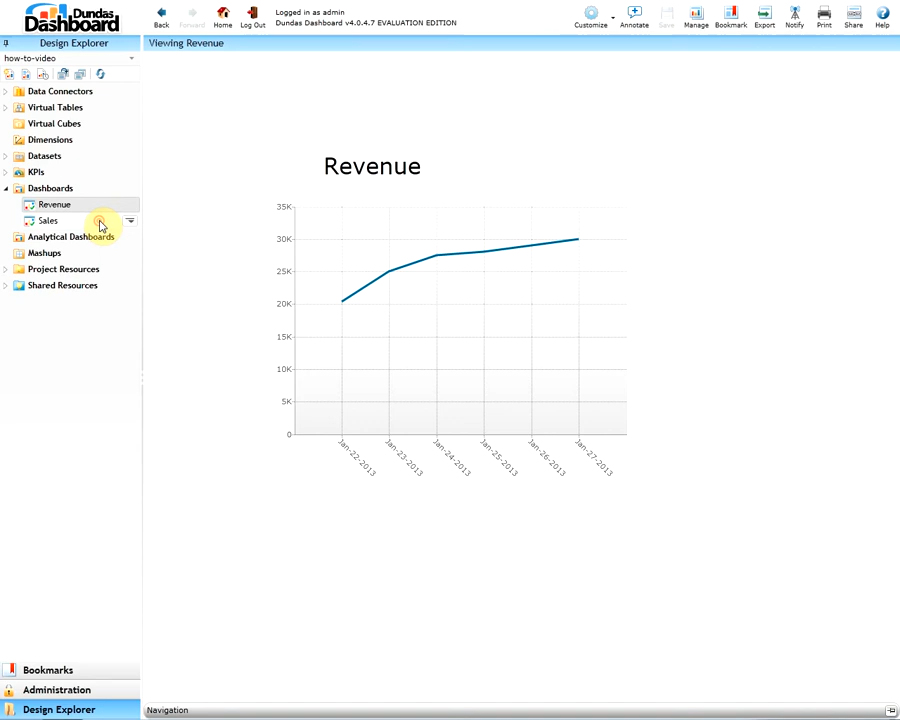 Dundas Dashboard
Back
Forward
Home
Log Out
Logged in as admin
Dundas Dashboard v4.0.4.7 EVALUATION EDITION
Customize
Annotate
Save
Manage
Bookmark
Export
Notify
Print
Share
Help
Design Explorer
Viewing Revenue
how-to-video
Data Connectors
Virtual Tables
Virtual Cubes
Dimensions
Datasets
KPIs
Dashboards
Revenue
Sales
Analytical Dashboards
Mashups
Project Resources
Shared Resources
Revenue
35K
30K
25K
20K
15K
10K
5K
0
Jan-22-2013
Jan-23-2013
Jan-24-2013
Jan-25-2013
Jan-26-2013
Jan-27-2013
Bookmarks
Administration
Design Explorer
Navigation